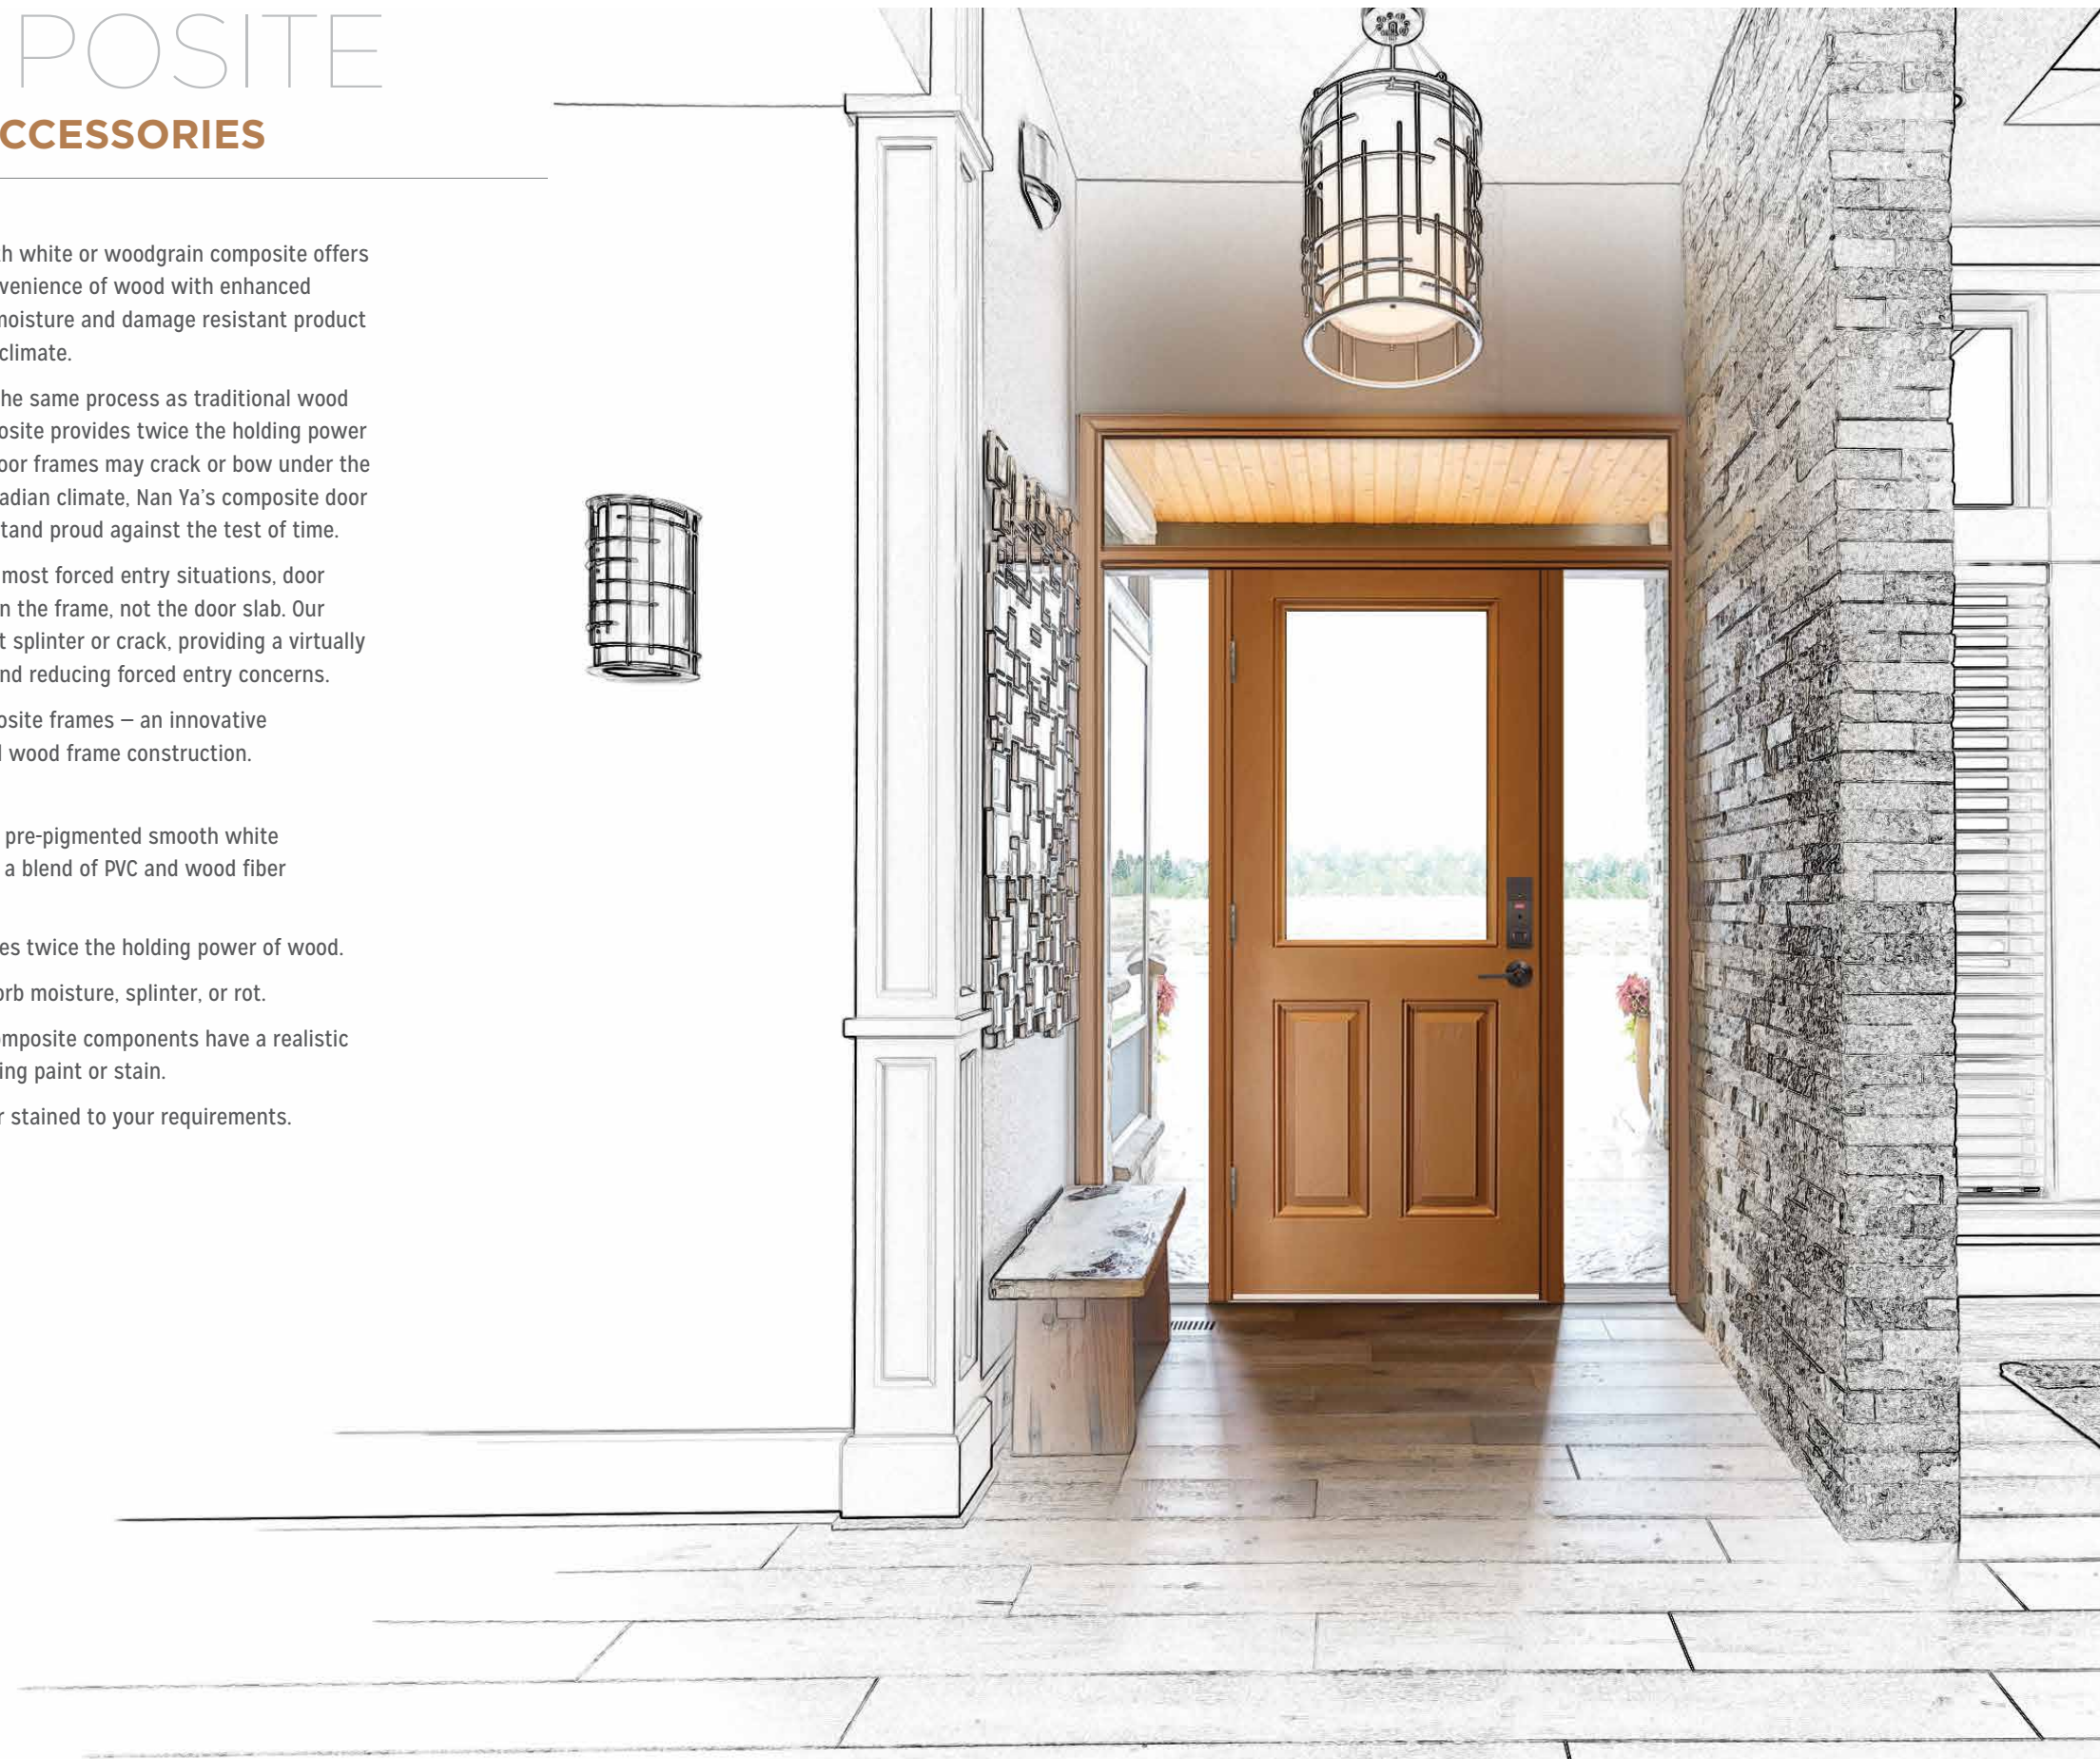 POSITE
CCESSORIES
h white or woodgrain composite offers
venience of wood with enhanced
moisture and damage resistant product
climate.
he same process as traditional wood
osite provides twice the holding power
oor frames may crack or bow under the
adian climate, Nan Ya's composite door
tand proud against the test of time.
most forced entry situations, door
n the frame, not the door slab. Our
t splinter or crack, providing a virtually
nd reducing forced entry concerns.
osite frames – an innovative
l wood frame construction.
pre-pigmented smooth white
a blend of PVC and wood fiber
es twice the holding power of wood.
orb moisture, splinter, or rot.
omposite components have a realistic
ing paint or stain.
r stained to your requirements.